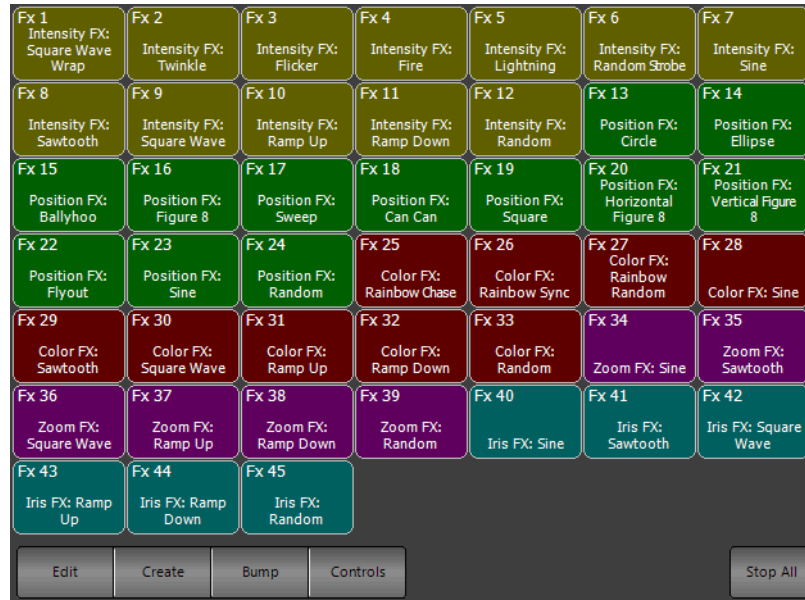 Fx 1
Intensity FX:
Square Wave
Wrap
Fx 2
Intensity FX:
Twinkle
Fx 3
Intensity FX:
Flicker
Fx 4
Intensity FX:
Fire
Fx 5
Intensity FX:
Lightning
Fx 6
Intensity FX:
Random Strobe
Fx 7
Intensity FX:
Sine
Fx 8
Intensity FX:
Sawtooth
Fx 9
Intensity FX:
Square Wave
Fx 10
Intensity FX:
Ramp Up
Fx 11
Intensity FX:
Ramp Down
Fx 12
Intensity FX:
Random
Fx 13
Position FX:
Circle
Fx 14
Position FX:
Ellipse
Fx 15
Position FX:
Ballyhoo
Fx 16
Position FX:
Figure 8
Fx 17
Position FX:
Sweep
Fx 18
Position FX:
Can Can
Fx 19
Position FX:
Square
Fx 20
Position FX:
Horizontal
Figure 8
Fx 21
Position FX:
Vertical Figure
8
Fx 22
Position FX:
Flyout
Fx 23
Position FX:
Sine
Fx 24
Position FX:
Random
Fx 25
Color FX:
Rainbow Chase
Fx 26
Color FX:
Rainbow Sync
Fx 27
Color FX:
Rainbow
Random
Fx 28
Color FX: Sine
Fx 29
Color FX:
Sawtooth
Fx 30
Color FX:
Square Wave
Fx 31
Color FX:
Ramp Up
Fx 32
Color FX:
Ramp Down
Fx 33
Color FX:
Random
Fx 34
Zoom FX: Sine
Fx 35
Zoom FX:
Sawtooth
Fx 36
Zoom FX:
Square Wave
Fx 37
Zoom FX:
Ramp Up
Fx 38
Zoom FX:
Ramp Down
Fx 39
Zoom FX:
Random
Fx 40
Iris FX: Sine
Fx 41
Iris FX:
Sawtooth
Fx 42
Iris FX: Square
Wave
Fx 43
Iris FX: Ramp
Up
Fx 44
Iris FX: Ramp
Down
Fx 45
Iris FX:
Random
Edit
Create
Bump
Controls
Stop All